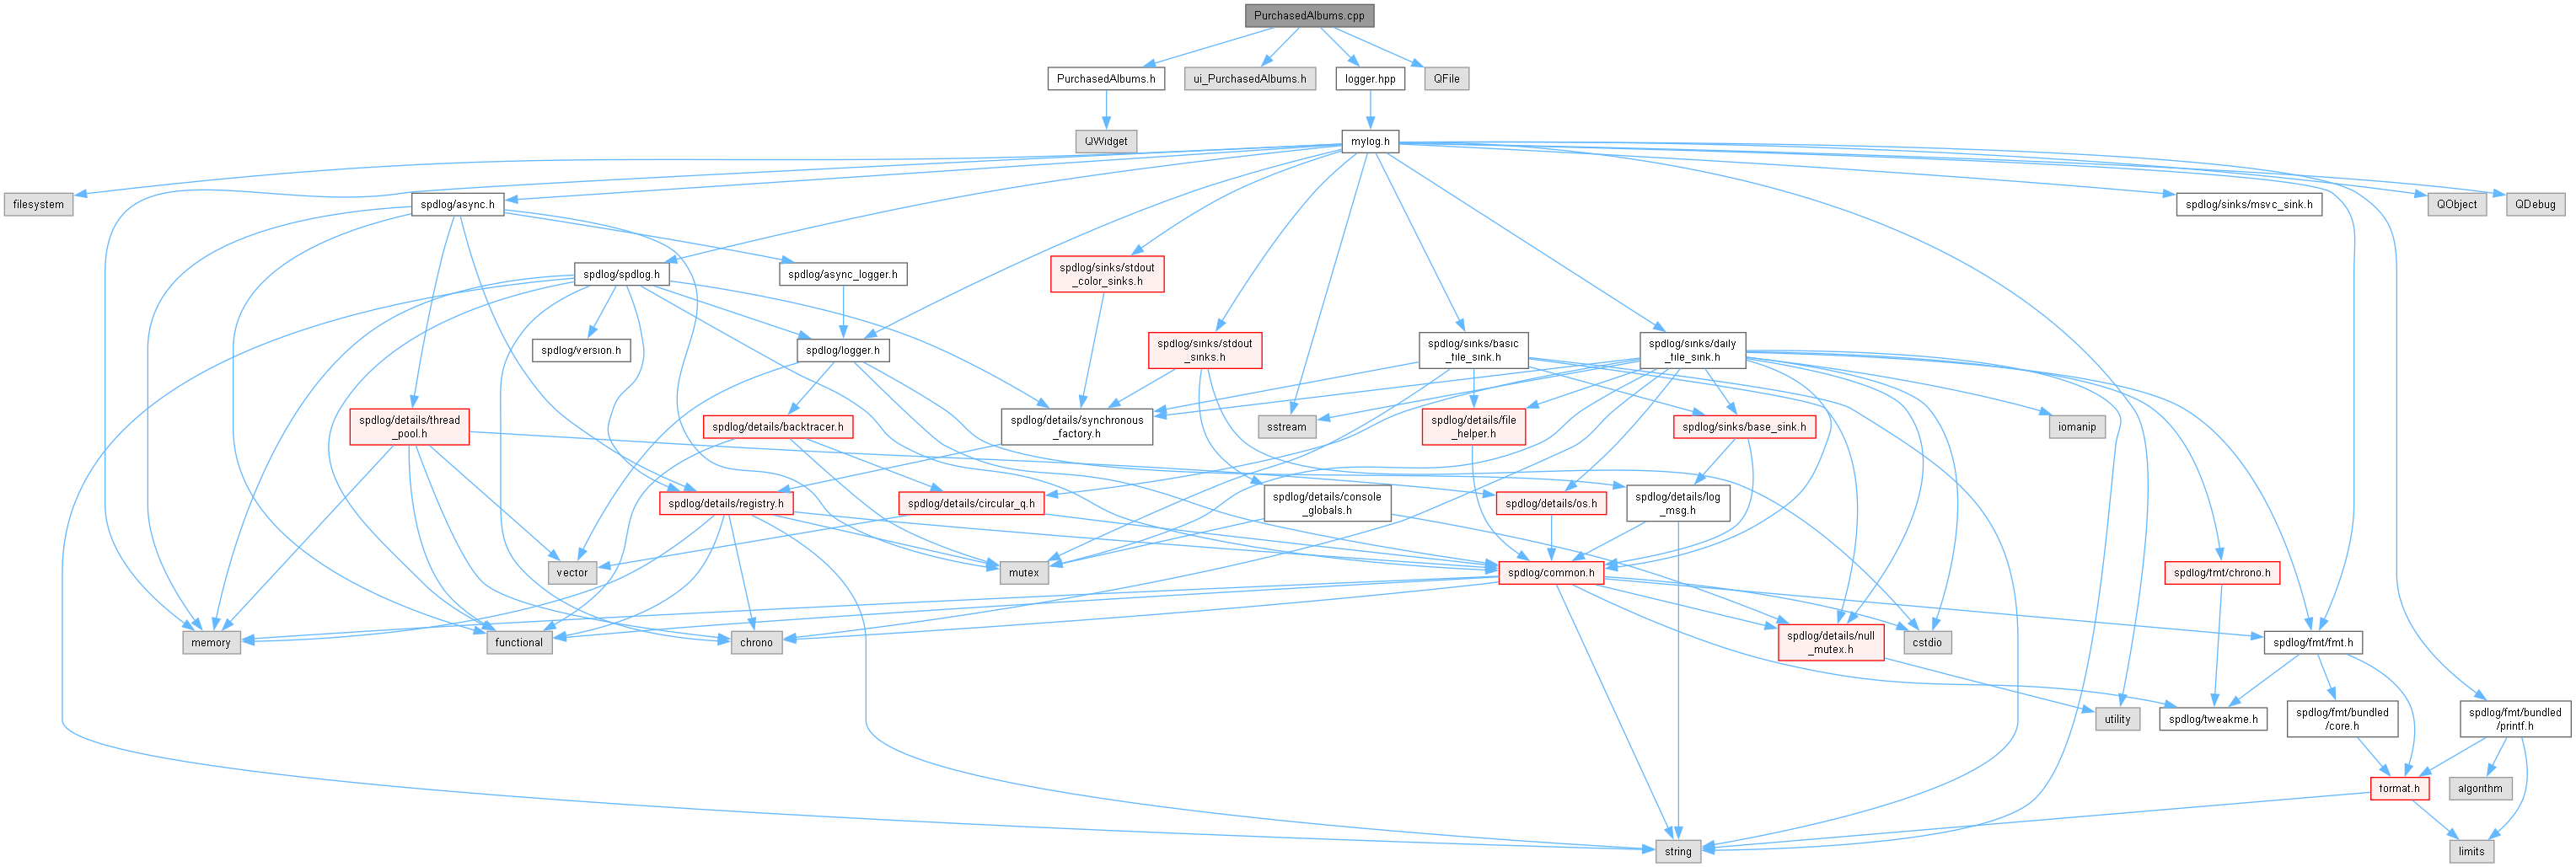 PurchasedAlbums.cpp
PurchasedAlbums.h
ui_PurchasedAlbums.h
logger.hpp
QFile
QWidget
mylog.h
filesystem
spdlog/async.h
spdlog/sinks/msvc_sink.h
QObject
QDebug
spdlog/spdlog.h
spdlog/async_logger.h
spdlog/sinks/stdout
_color_sinks.h
spdlog/version.h
spdlog/logger.h
spdlog/sinks/stdout
_sinks.h
spdlog/sinks/basic
_file_sink.h
spdlog/sinks/daily
_file_sink.h
spdlog/details/thread
_pool.h
spdlog/details/backtracer.h
spdlog/details/synchronous
_factory.h
sstream
spdlog/details/file
_helper.h
spdlog/sinks/base_sink.h
iomanip
spdlog/details/registry.h
spdlog/details/circular_q.h
spdlog/details/console
_globals.h
spdlog/details/os.h
spdlog/details/log
_msg.h
vector
mutex
spdlog/common.h
spdlog/fmt/chrono.h
memory
functional
chrono
spdlog/details/null
_mutex.h
cstdio
spdlog/fmt/fmt.h
utility
spdlog/tweakme.h
spdlog/fmt/bundled
/core.h
spdlog/fmt/bundled
/printf.h
format.h
algorithm
string
limits